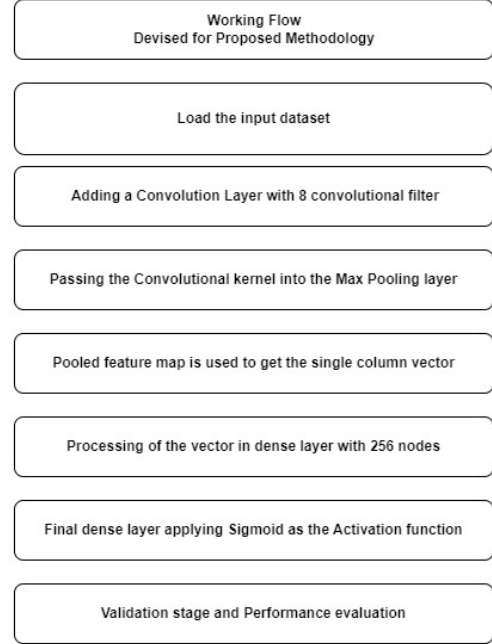 Working Flow
Devised for Proposed Methodology
Load the input dataset
Adding a Convolution Layer with 8 convolutional filter
Passing the Convolutional kernel into the Max Pooling layer
Pooled feature map is used to get the single column vector
Processing of the vector in dense layer with 256 nodes
Final dense layer applying Sigmoid as the Activation function
Validation stage and Performance evaluation